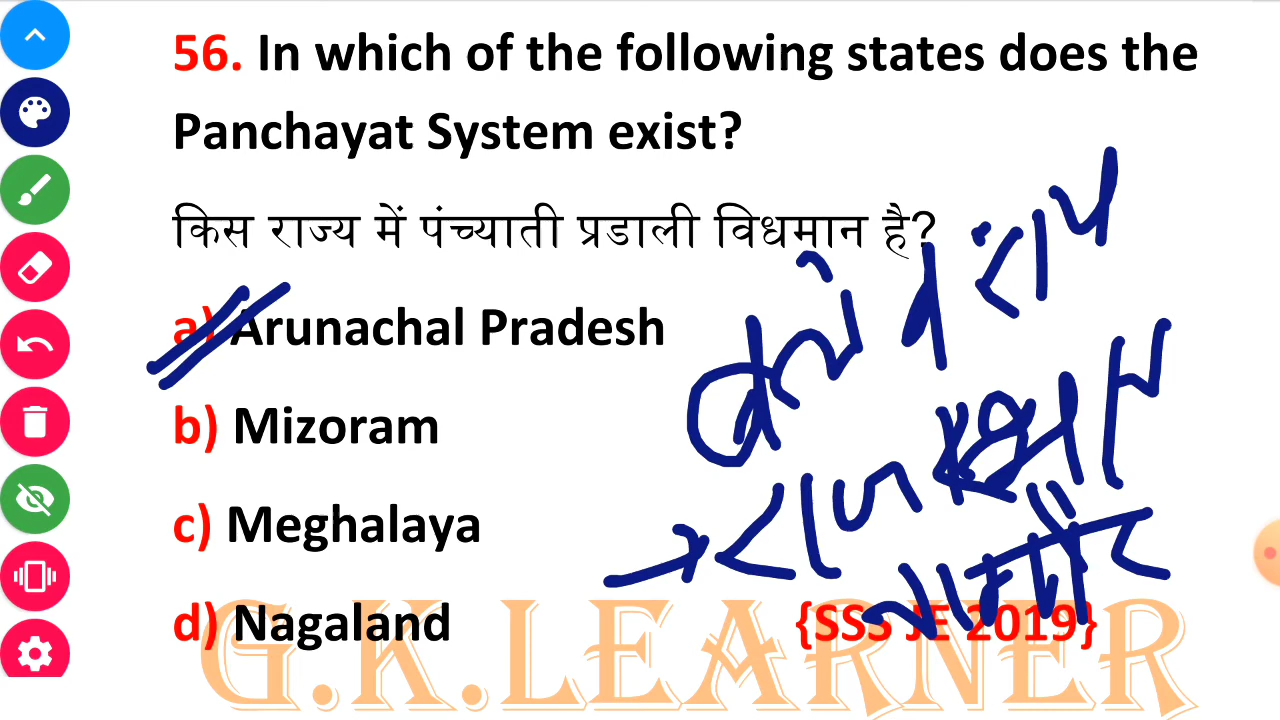 56. In which of the following states does the
Panchayat System exist?
किस राज्य में पंच्याती प्रडाली विधमान है?
a) Arunachal Pradesh
b) Mizoram
c) Meghalaya
d) Nagaland
{SSS JE 2019}
G.K.LEARNER